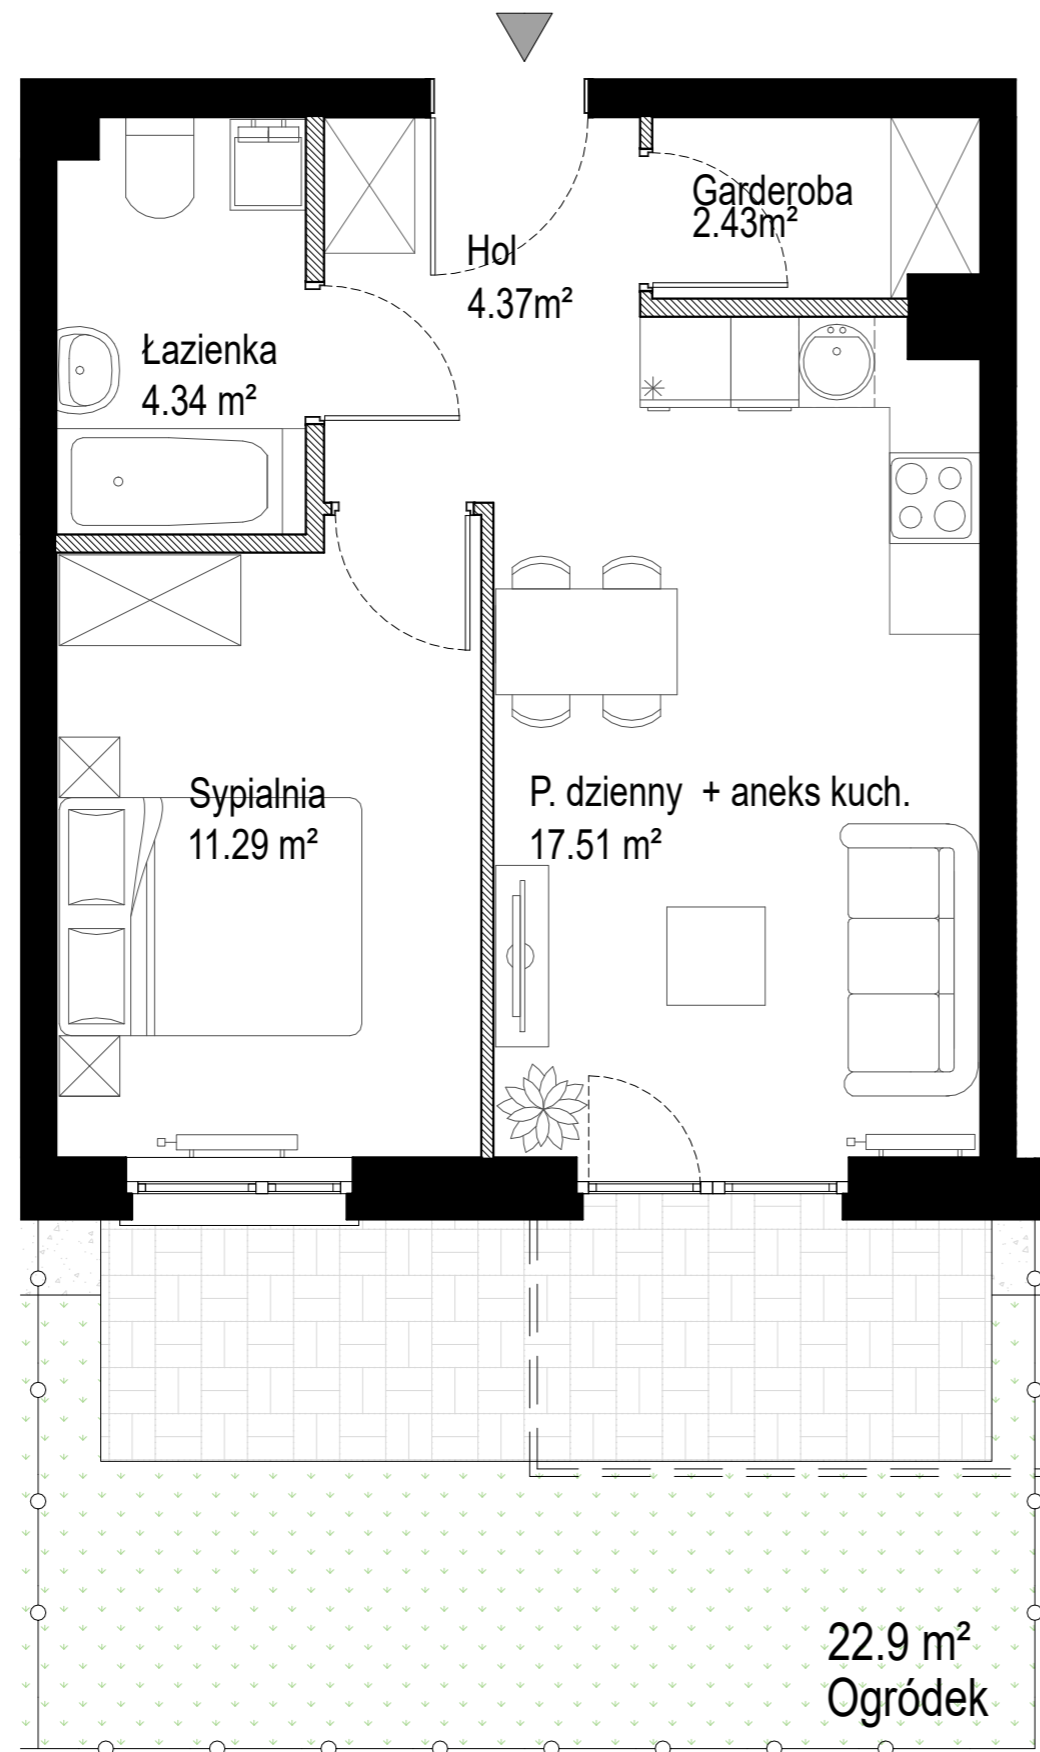 Garderoba
2.43m²
Hol
4.37m²
Łazienka
4.34 m²
Sypialnia
11.29 m²
P. dzienny + aneks kuch.
17.51 m²
22.9 m²
Ogródek